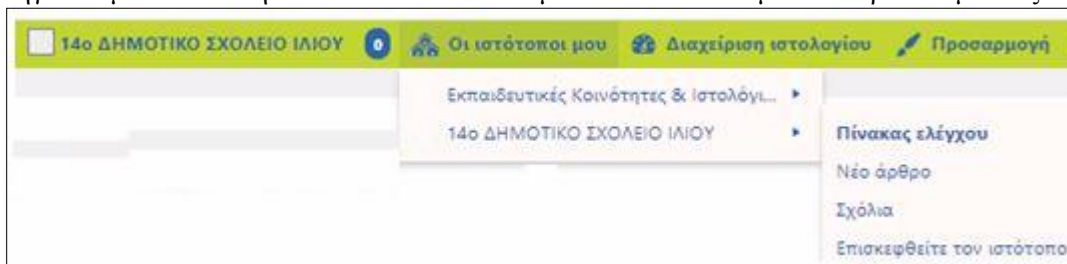 14ο ΔΗΜΟΤΙΚΟ ΣΧΟΛΕΙΟ ΙΛΙΟΥ 0 Οι ιστότοποι μου Διαχείριση ιστολογίου Προσαρμογή
Εκπαιδευτικές Κοινότητες & Ιστολόγι...
14ο ΔΗΜΟΤΙΚΟ ΣΧΟΛΕΙΟ ΙΛΙΟΥ
Πίνακας ελέγχου
Νέο άρθρο
Σχόλια
Επισκεφθείτε τον ιστότοπο